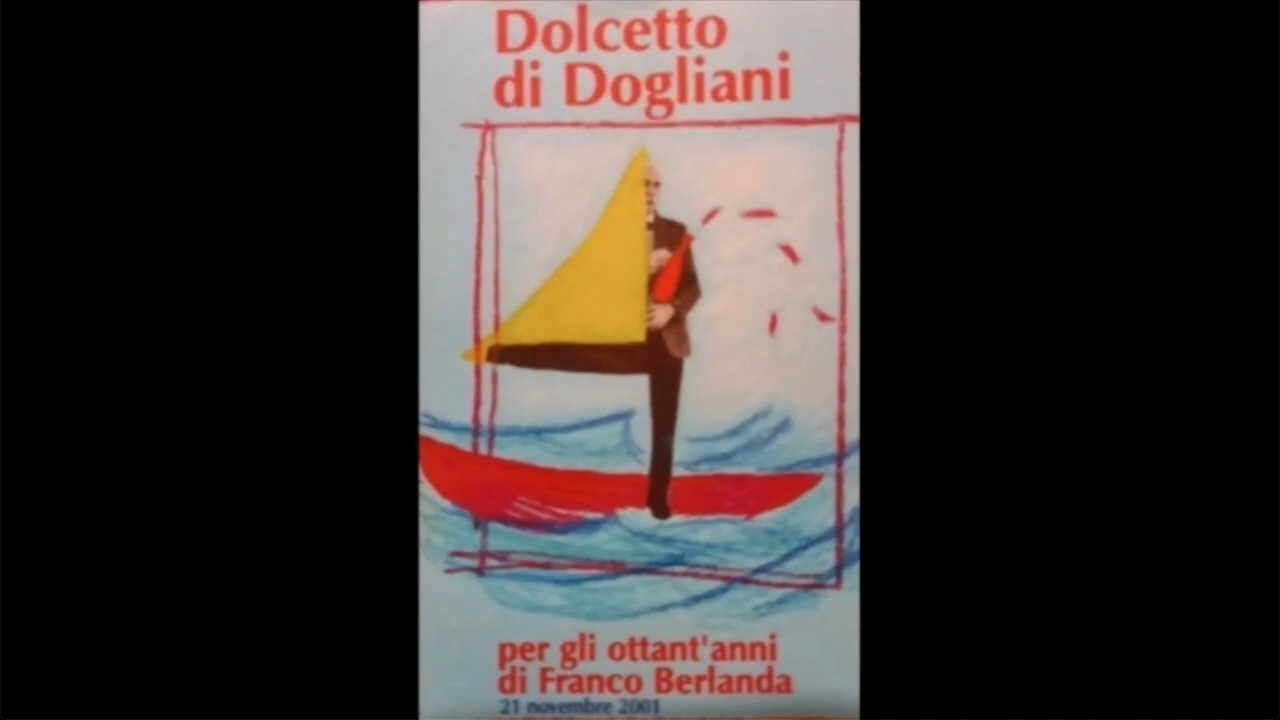 Dolcetto
di Dogliani
per gli ottant'anni
di Franco Berlanda
21 novembre 2001